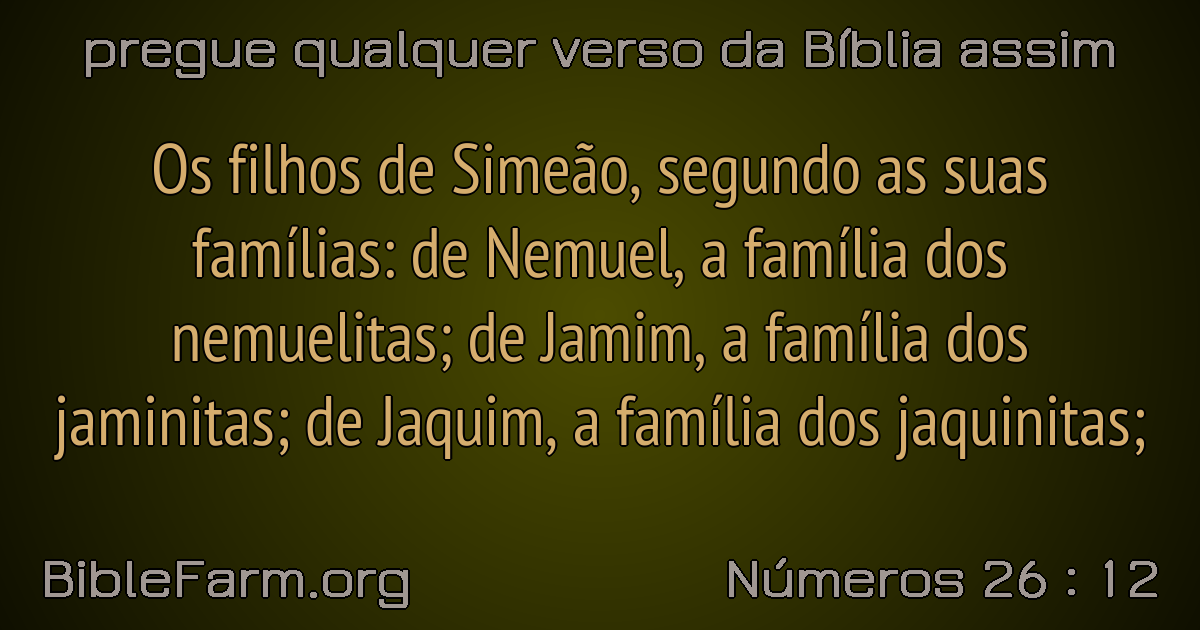 pregue qualquer verso da Bíblia assim
Os filhos de Simeão, segundo as suas
famílias: de Nemuel, a família dos
nemuelitas; de Jamim, a família dos
jaminitas; de Jaquim, a família dos jaquinitas;
BibleFarm.org
Números 26 : 12